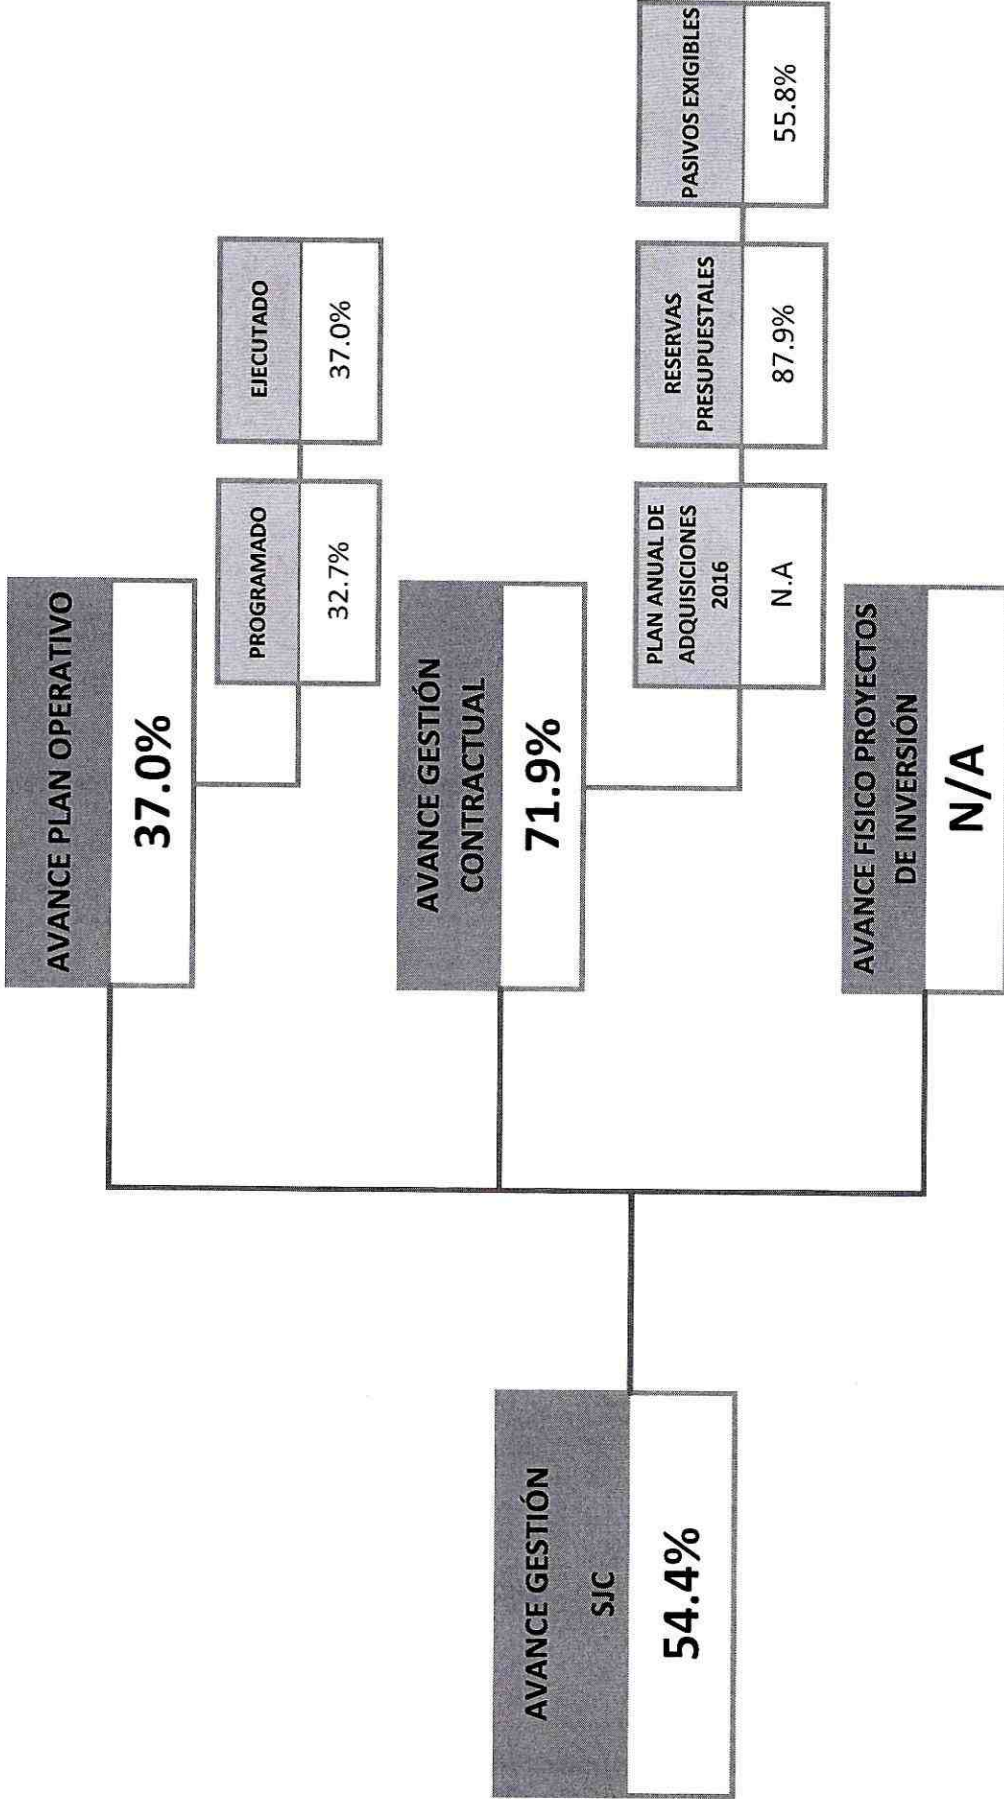 AVANCE GESTIÓN
SJC
54.4%
AVANCE PLAN OPERATIVO
37.0%
PROGRAMADO
32.7%
EJECUTADO
37.0%
AVANCE GESTIÓN
CONTRACTUAL
71.9%
PLAN ANUAL DE
ADQUISICIONES
2016
N.A
RESERVAS
PRESUPUESTALES
87.9%
PASIVOS EXIGIBLES
55.8%
AVANCE FISICO PROYECTOS
DE INVERSIÓN
N/A